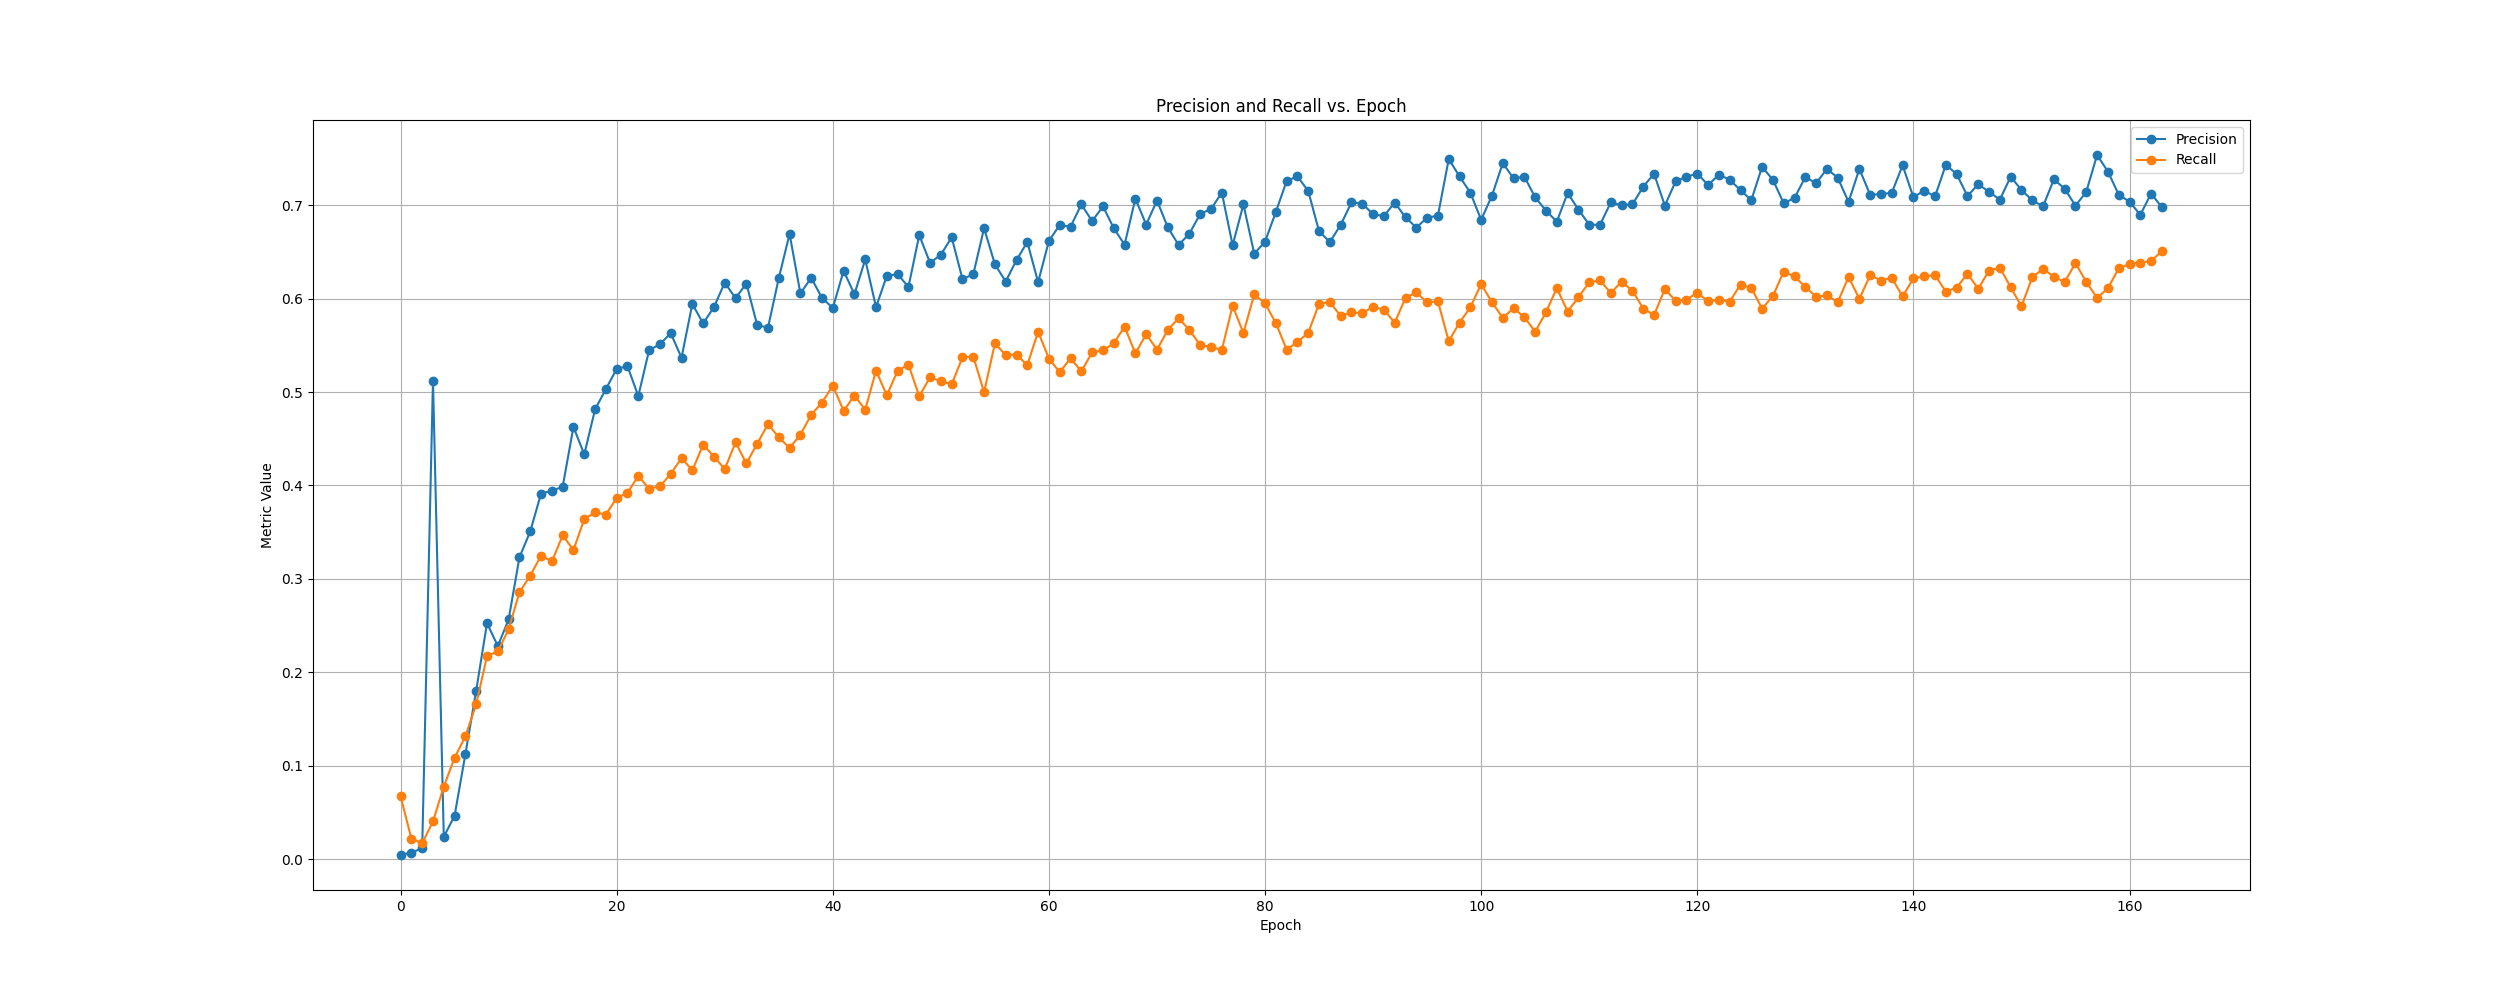 Precision and Recall vs. Epoch
Precision
Recall
Metric Value
0.7
0.6
0.5
0.4
0.3
0.2
0.1
0.0
0 20 40 60 80 100 120 140 160
Epoch